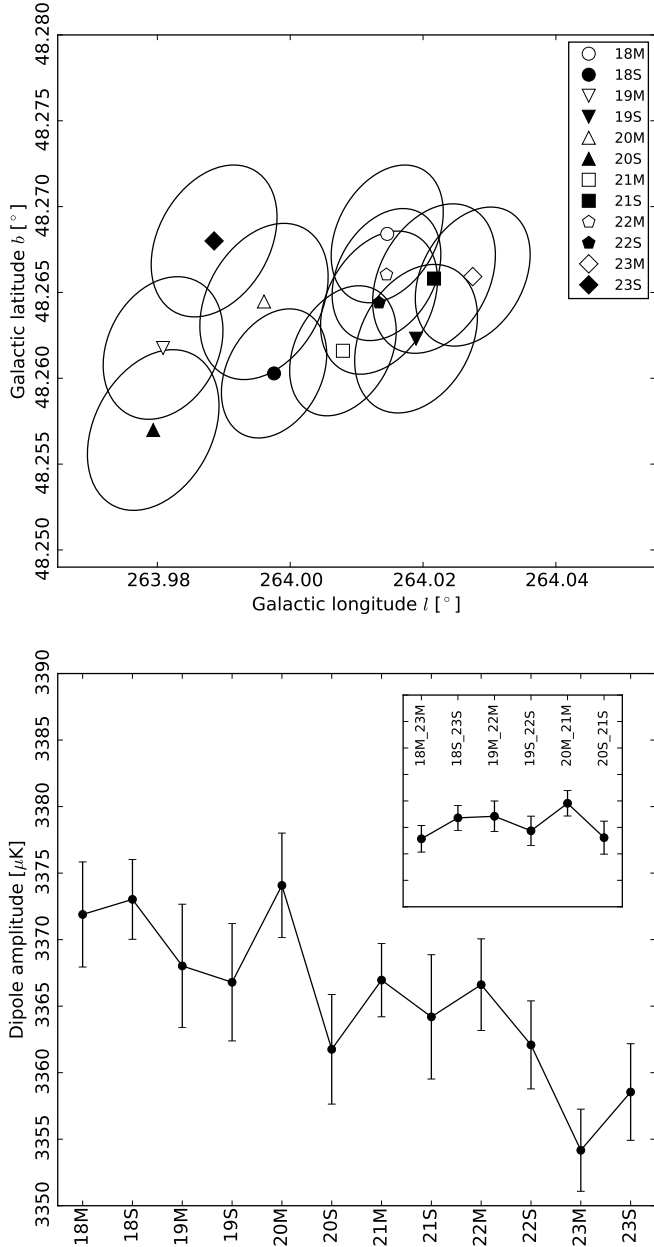 48.280
48.275
48.270
48.265
48.260
48.255
48.250
Galactic latitude b [°]
18M
18S
19M
19S
20M
20S
21M
21S
22M
22S
23M
23S
263.98 264.00 264.02 264.04
Galactic longitude l [°]
3390
3385
3380
3375
3370
3365
3360
3355
3350
Dipole amplitude [μK]
18M_23M 18S_23S 19M_22M 19S_22S 20M_21M 20S_21S
18M 18S 19M 19S 20M 20S 21M 21S 22M 22S 23M 23S